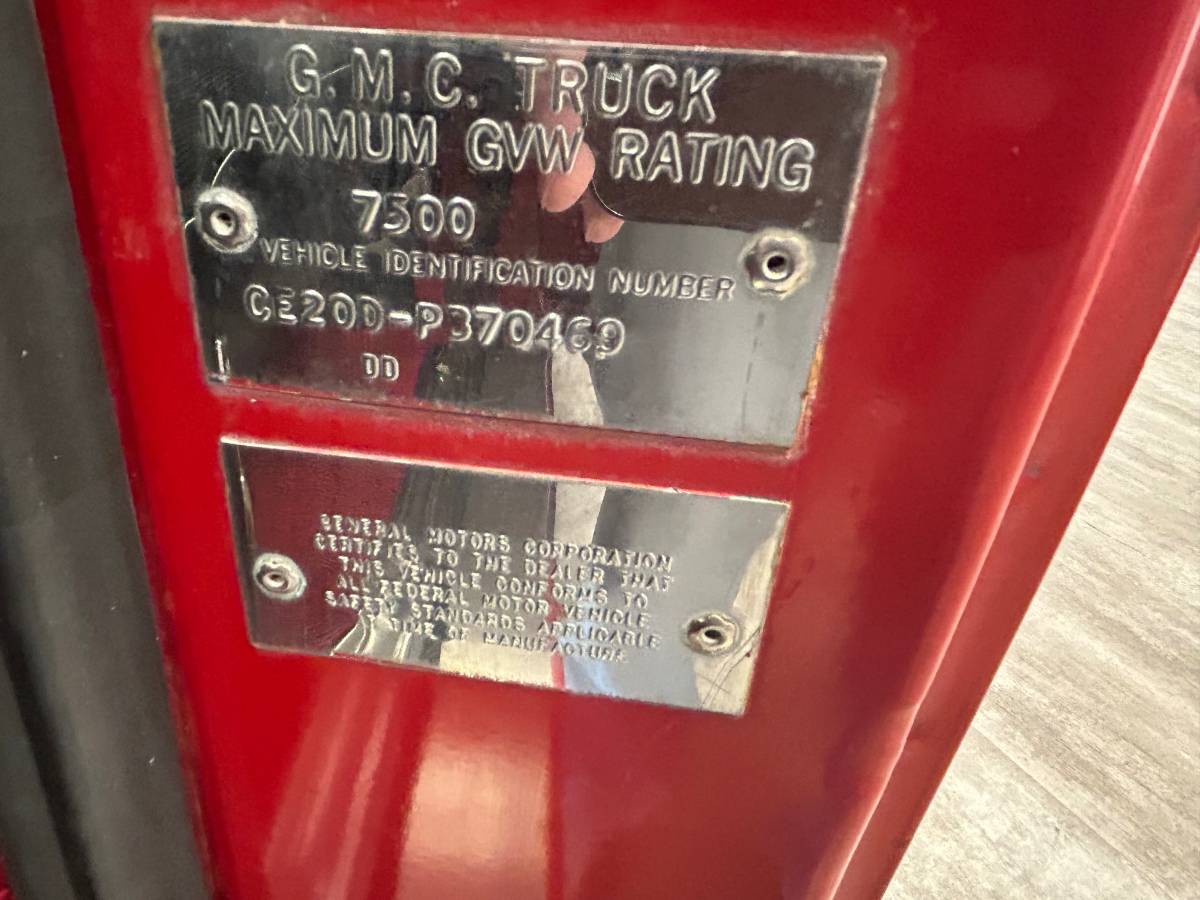 G.M.C. TRUCK
MAXIMUM GVW RATING
7500
VEHICLE IDENTIFICATION NUMBER
CE20D-P370469
DD
GENERAL MOTORS CORPORATION
CERTIFIES TO THE DEALER THAT
THIS VEHICLE CONFORMS TO
ALL FEDERAL MOTOR VEHICLE
SAFETY STANDARDS APPLICABLE
AT TIME OF MANUFACTURE